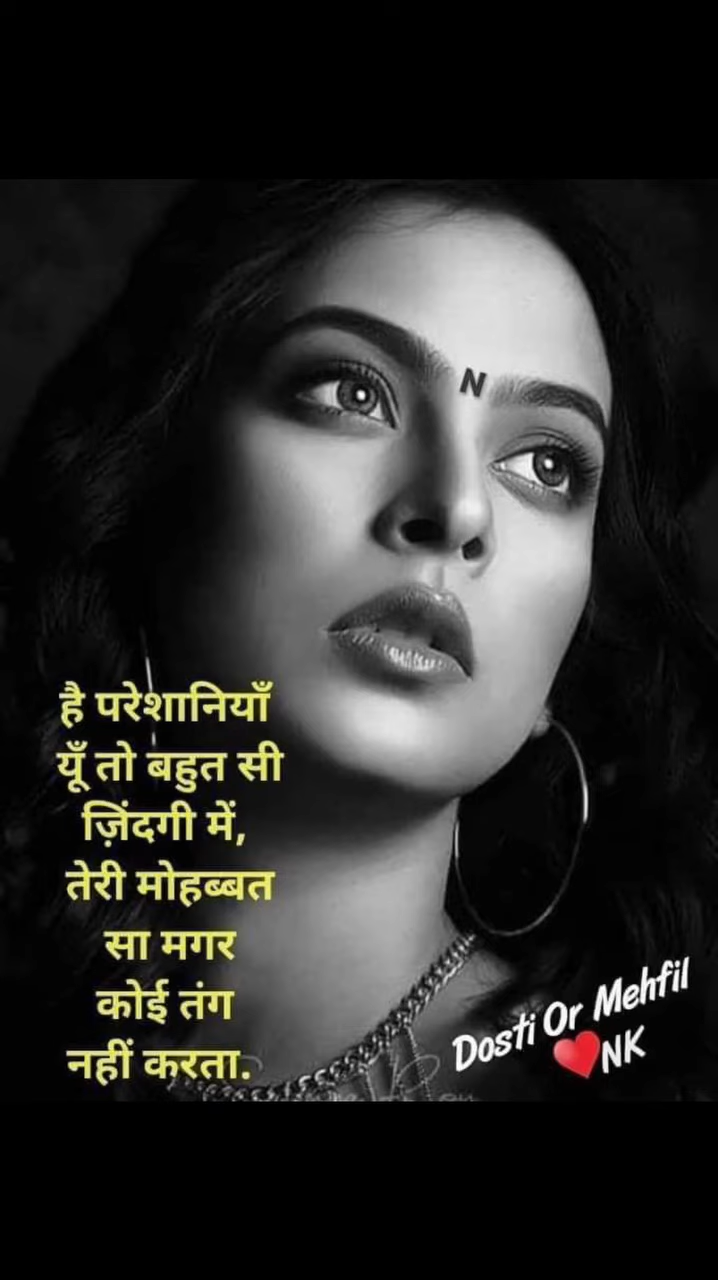 N
है परेशानियाँ
यूँ तो बहुत सी
ज़िंदगी में,
तेरी मोहब्बत
सा मगर
कोई तंग
नहीं करता.
Dosti Or Mehfil
❤️NK